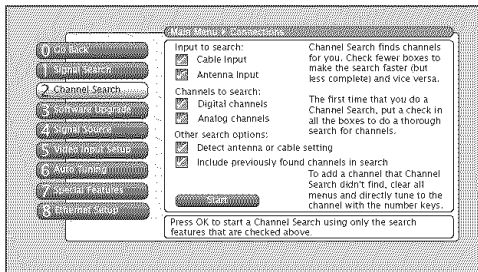 Main Menu ▸ Connections
0 Go Back
1 Signal Search
2 Channel Search
3 Software Upgrade
4 Signal Source
5 Video Input Setup
6 Auto Tuning
7 Special Features
8 External Setup
Input to search:
Cable Input
Antenna Input
Channels to search:
Digital channels
Analog channels
Other search options:
Detect antenna or cable setting
Include previously found channels in search
Start
Channel Search finds channels
for you. Check fewer boxes to
make the search faster (but
less complete) and vice versa.
The first time that you do a
Channel Search, put a check in
all the boxes to do a thorough
search for channels.
To add a channel that Channel
Search didn't find, clear all
menus and directly tune to the
channel with the number keys.
Press OK to start a Channel Search using only the search
features that are checked above.